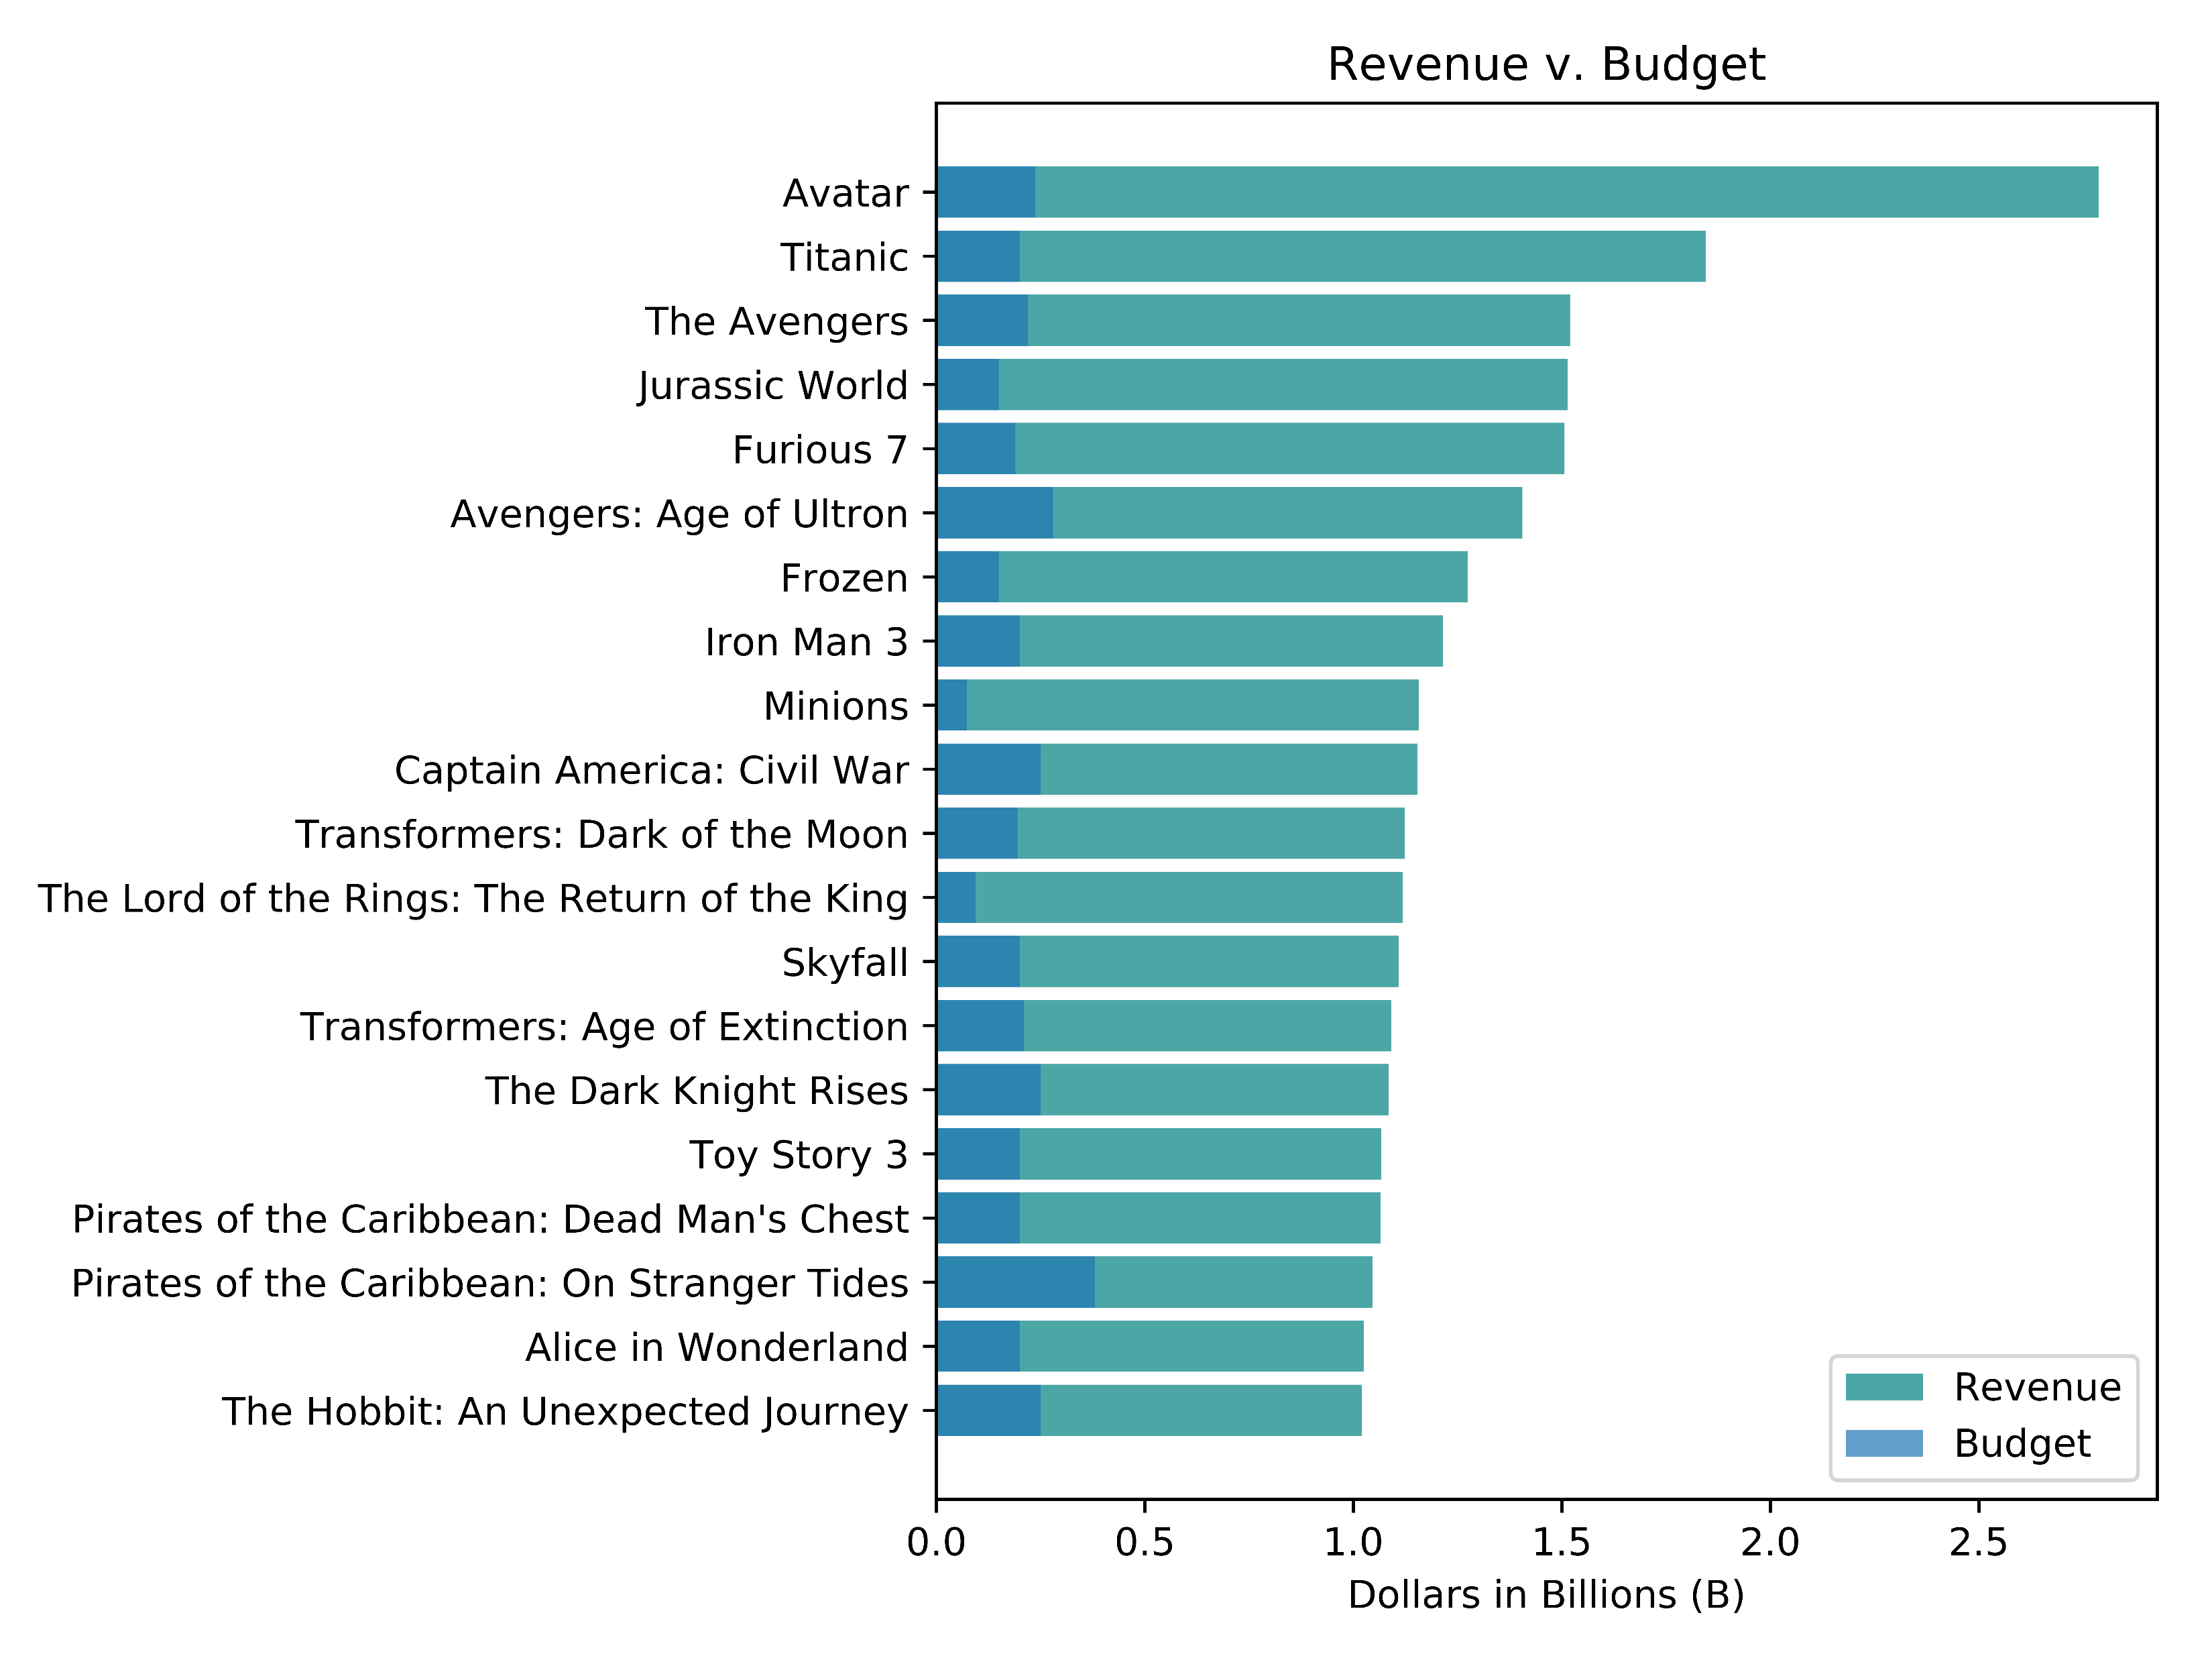 Revenue v. Budget
Avatar
Titanic
The Avengers
Jurassic World
Furious 7
Avengers: Age of Ultron
Frozen
Iron Man 3
Minions
Captain America: Civil War
Transformers: Dark of the Moon
The Lord of the Rings: The Return of the King
Skyfall
Transformers: Age of Extinction
The Dark Knight Rises
Toy Story 3
Pirates of the Caribbean: Dead Man's Chest
Pirates of the Caribbean: On Stranger Tides
Alice in Wonderland
The Hobbit: An Unexpected Journey
Revenue
Budget
0.0 0.5 1.0 1.5 2.0 2.5
Dollars in Billions (B)